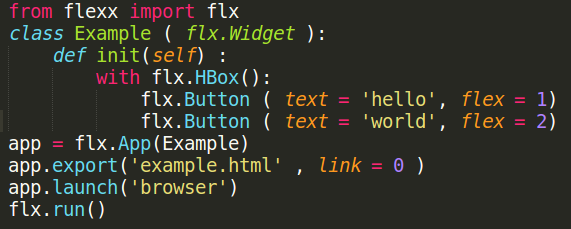 from flexx import flx
class Example ( flx.Widget ):
    def init(self) :
        with flx.HBox():
            flx.Button ( text = 'hello', flex = 1)
            flx.Button ( text = 'world', flex = 2)
app = flx.App(Example)
app.export('example.html' , link = 0 )
app.launch('browser')
flx.run()